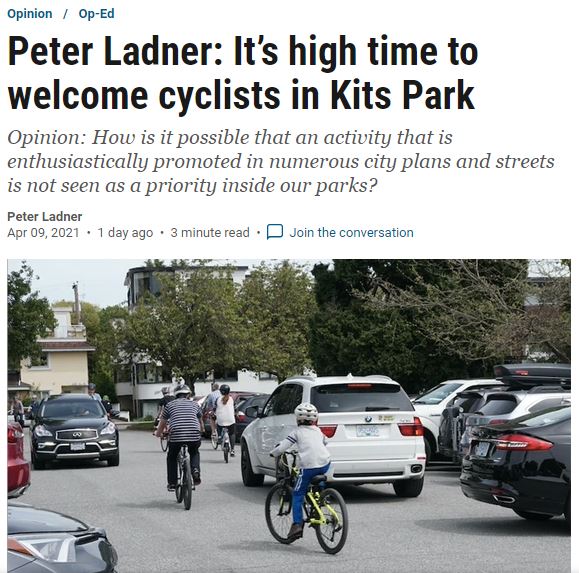 Opinion / Op-Ed
Peter Ladner: It's high time to
welcome cyclists in Kits Park
Opinion: How is it possible that an activity that is
enthusiastically promoted in numerous city plans and streets
is not seen as a priority inside our parks?
Peter Ladner
Apr 09, 2021 • 1 day ago • 3 minute read • Join the conversation